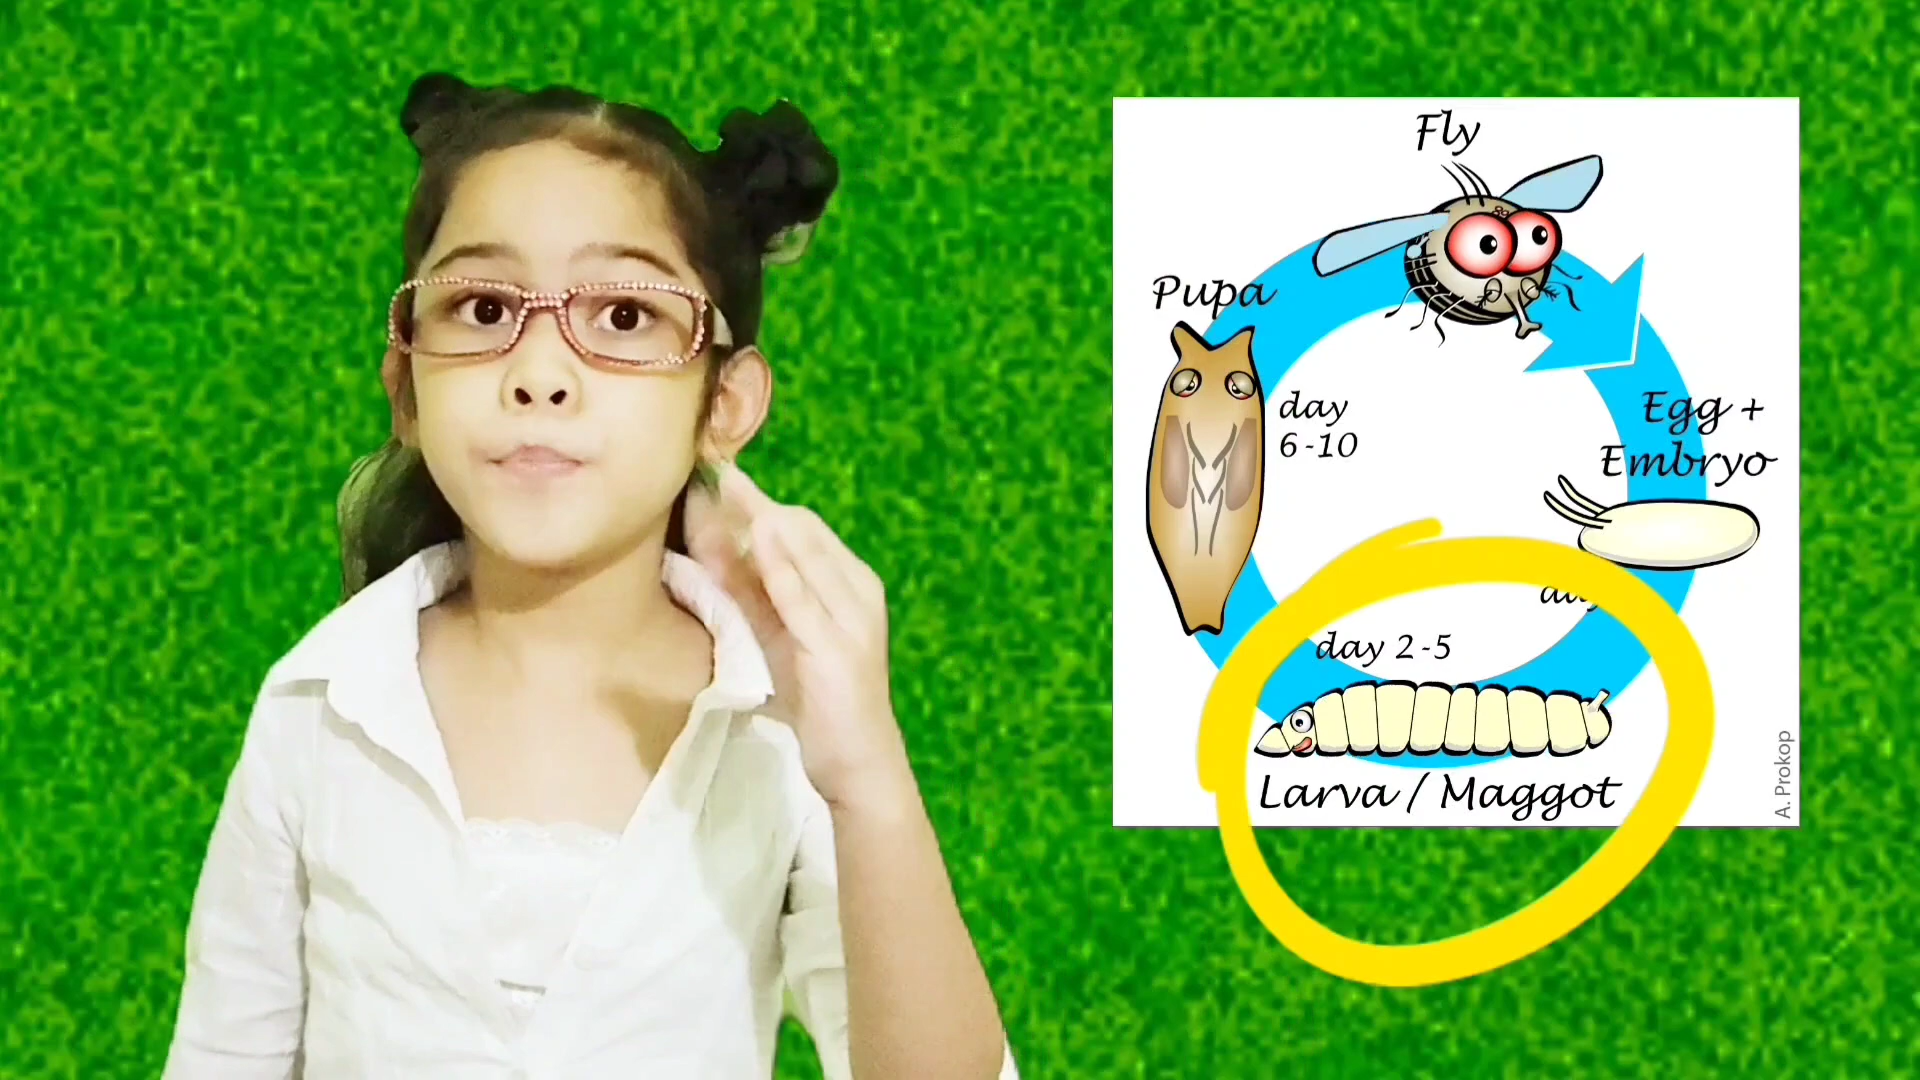 Fly
Pupa
day
6-10
Egg +
Embryo
day 2-5
Larva / Maggot
A. Prokop